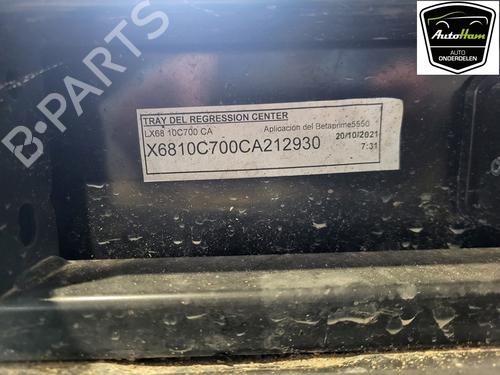 AutoHam
AUTO
ONDERDELEN
B-PARTS
TRAY DEL REGRESSION CENTER
LX68 10C700 CA
Aplicación del Betaprime5550
20/10/2021
X6810C700CA212930
7:31